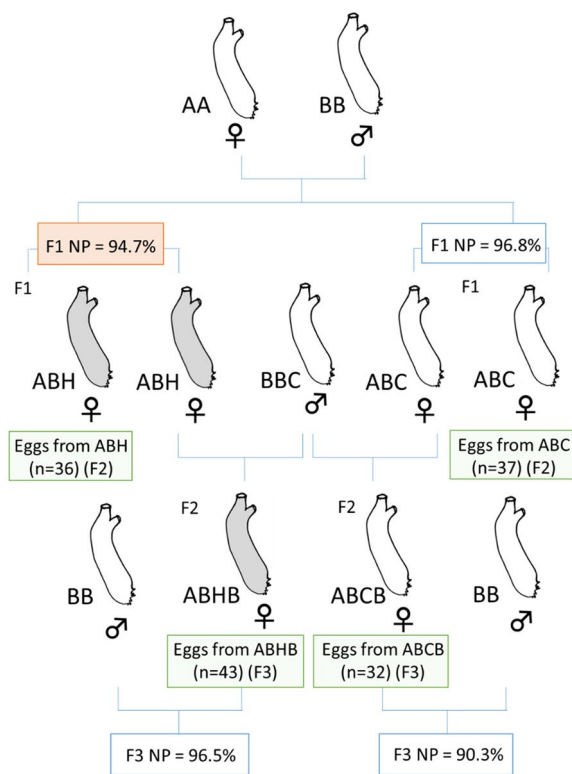 AA
♀
BB
♂
F1 NP = 94.7%
F1 NP = 96.8%
F1
F1
ABH
♀
ABH
♀
BBC
♂
ABC
♀
ABC
♀
Eggs from ABH
(n=36) (F2)
Eggs from ABC
(n=37) (F2)
F2
F2
BB
♂
ABHB
♀
ABCB
♀
BB
♂
Eggs from ABHB
(n=43) (F3)
Eggs from ABCB
(n=32) (F3)
F3 NP = 96.5%
F3 NP = 90.3%